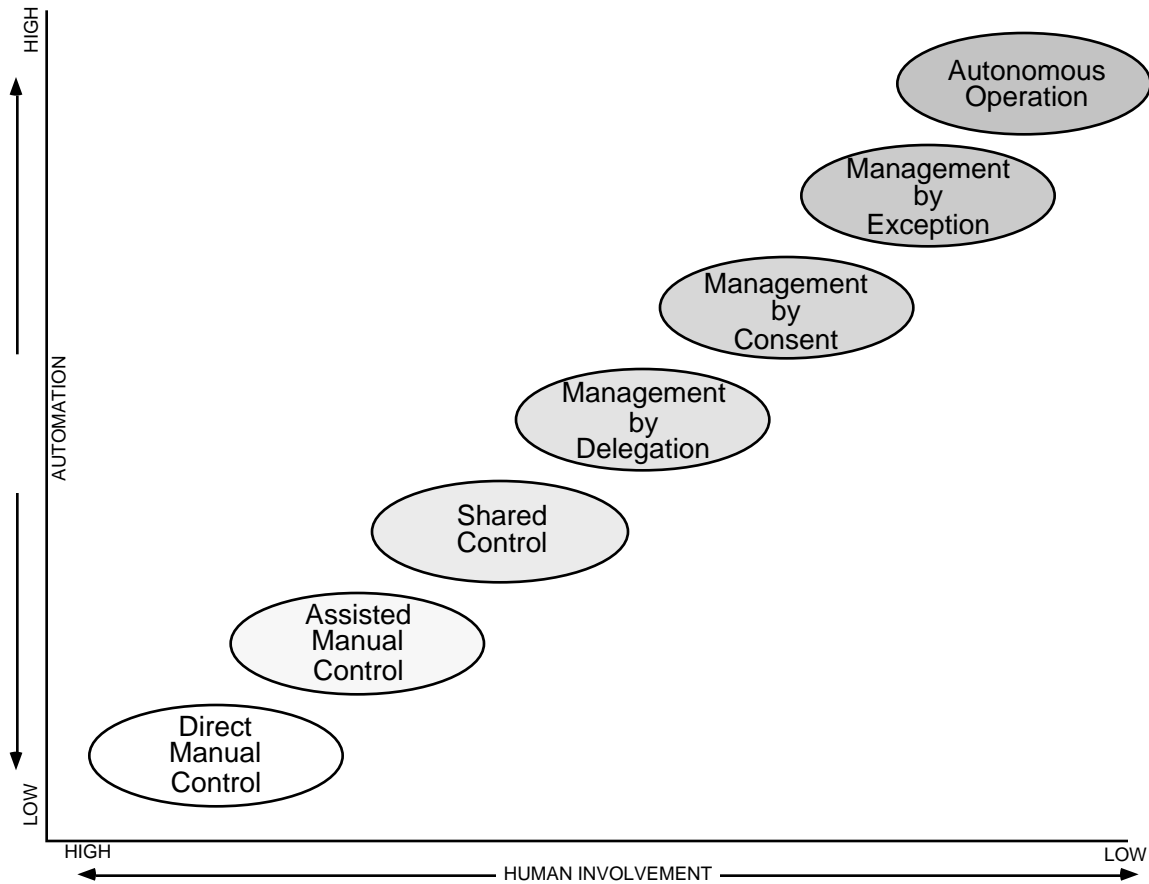 HIGH
Autonomous
Operation
Management
by
Exception
Management
by
Consent
AUTOMATION
Management
by
Delegation
Shared
Control
Assisted
Manual
Control
Direct
Manual
Control
LOW
HIGH
LOW
HUMAN INVOLVEMENT